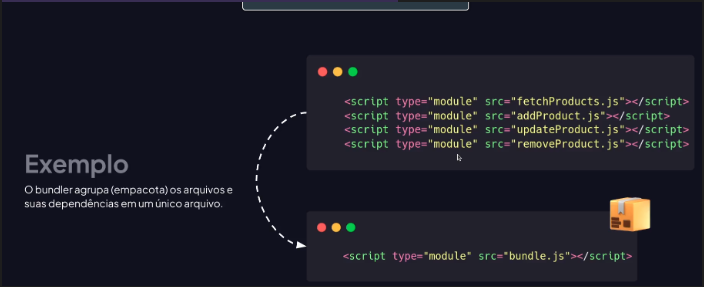 <script type="module" src="fetchProducts.js"></script>
<script type="module" src="addProduct.js"></script>
<script type="module" src="updateProduct.js"></script>
<script type="module" src="removeProduct.js"></script>
Exemplo
O bundler agrupa (empacota) os arquivos e
suas dependências em um único arquivo.
<script type="module" src="bundle.js"></script>